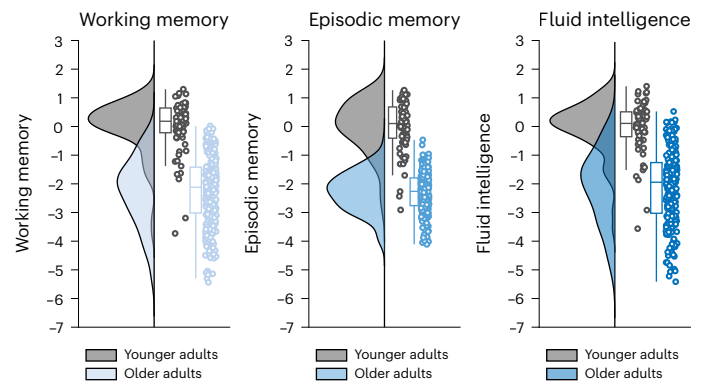 Working memory
Episodic memory
Fluid intelligence
3
2
1
0
–1
–2
–3
–4
–5
–6
–7
Working memory
3
2
1
0
–1
–2
–3
–4
–5
–6
–7
Episodic memory
3
2
1
0
–1
–2
–3
–4
–5
–6
–7
Fluid intelligence
Younger adults
Older adults
Younger adults
Older adults
Younger adults
Older adults